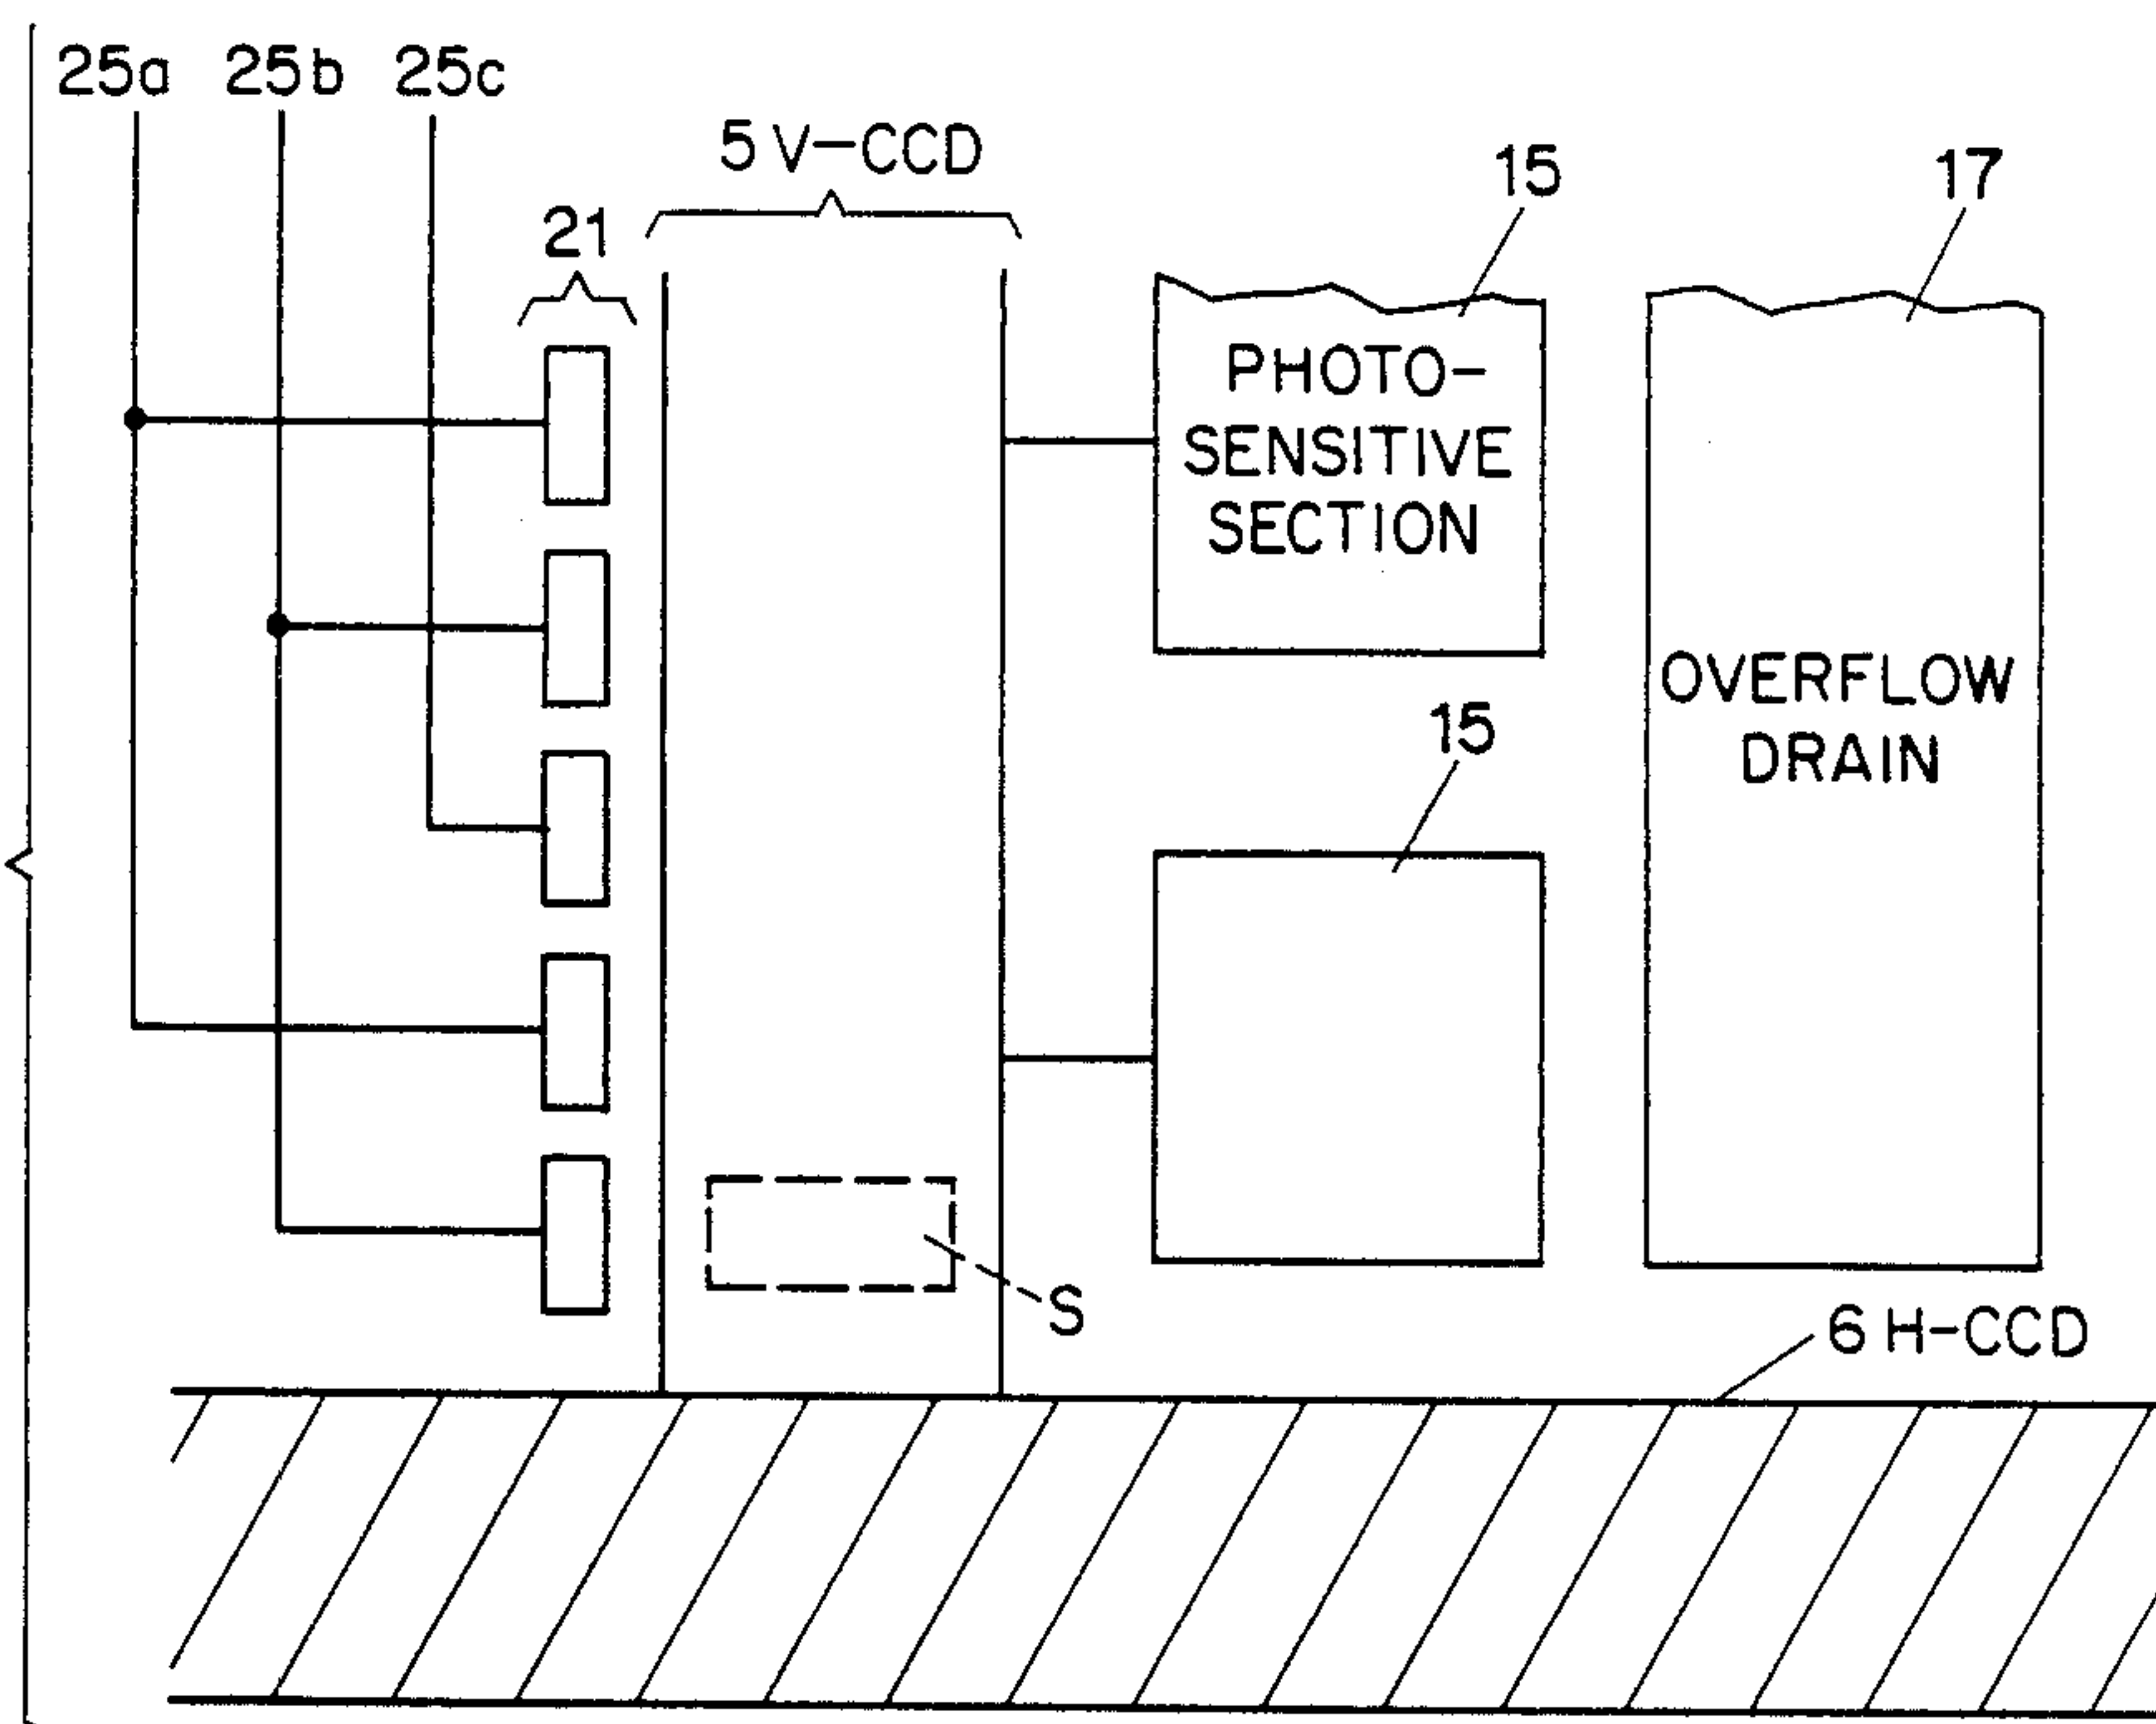 25a 25b 25c
5 V-CCD
21
15
17
PHOTO-
SENSITIVE
SECTION
OVERFLOW
DRAIN
15
S
6 H-CCD